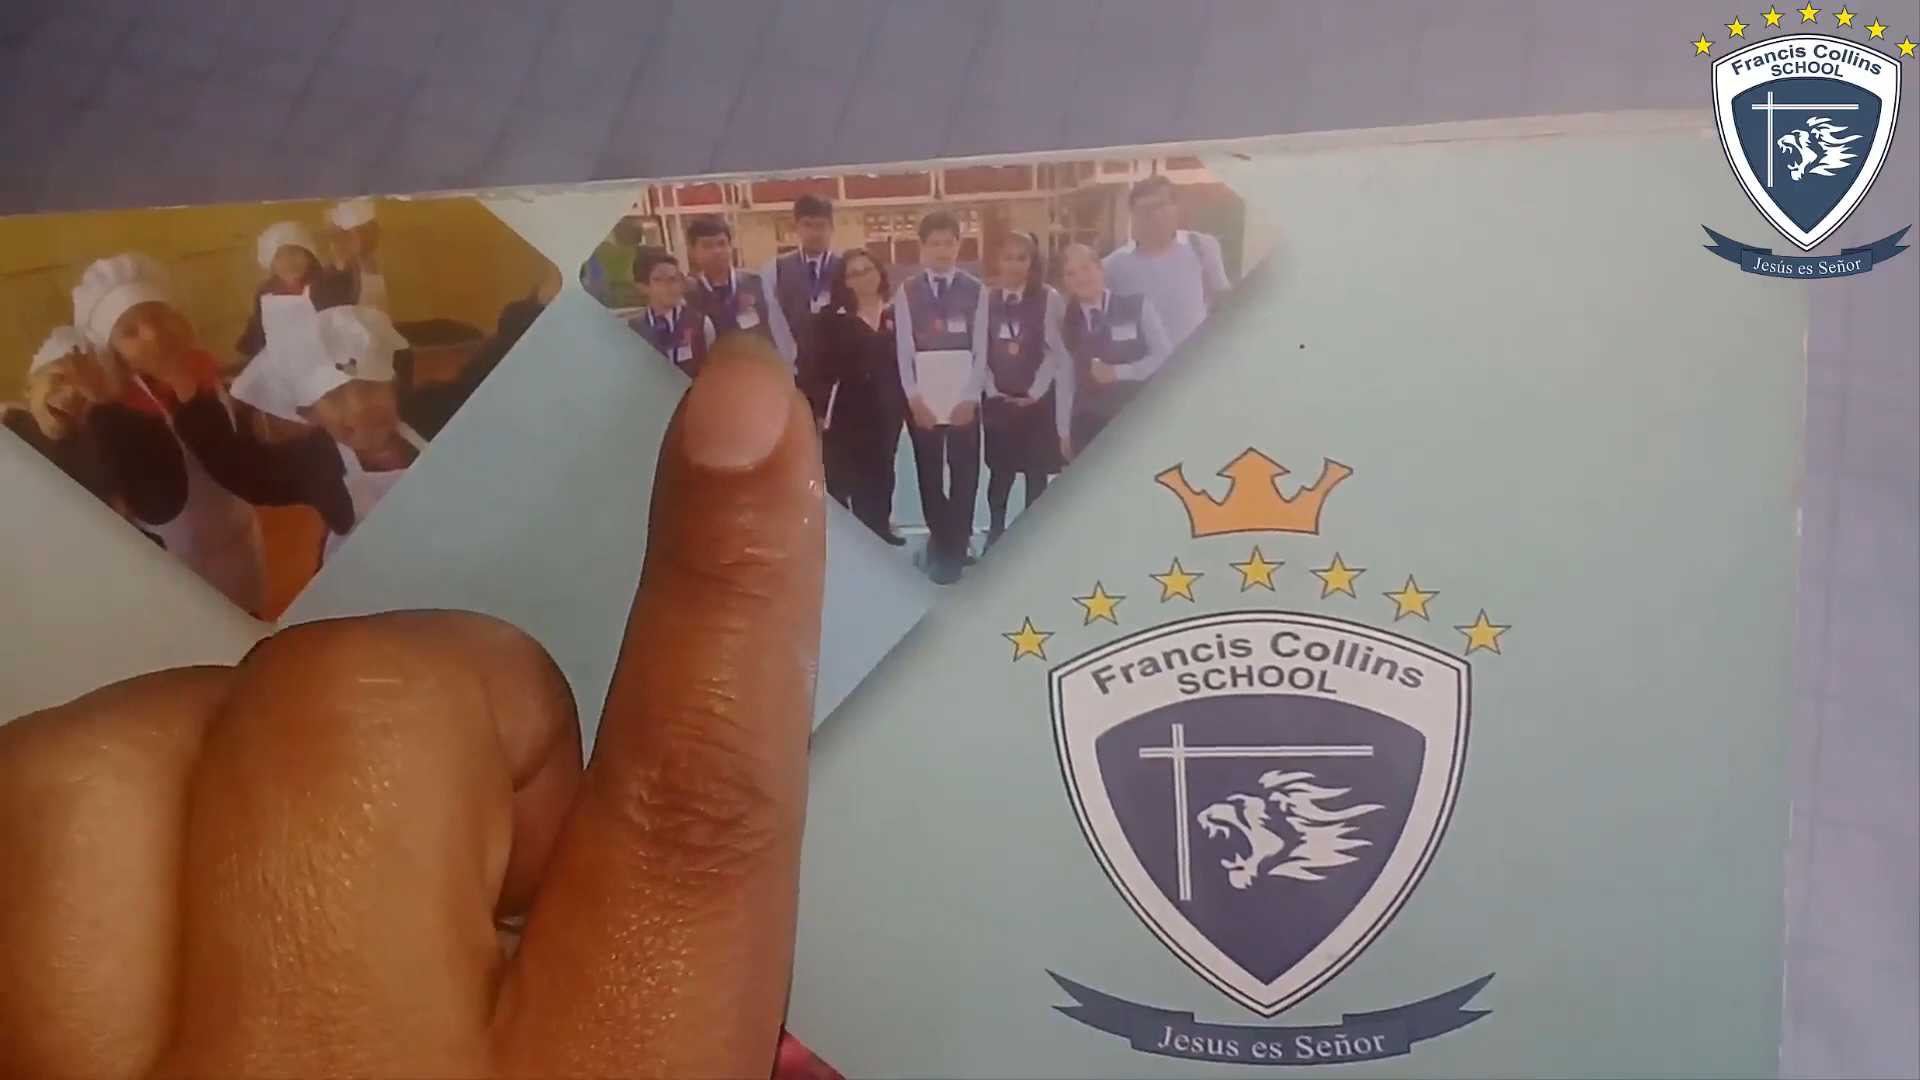 Francis Collins
SCHOOL
Jesús es Señor
Francis Collins
SCHOOL
Jesus es Señor